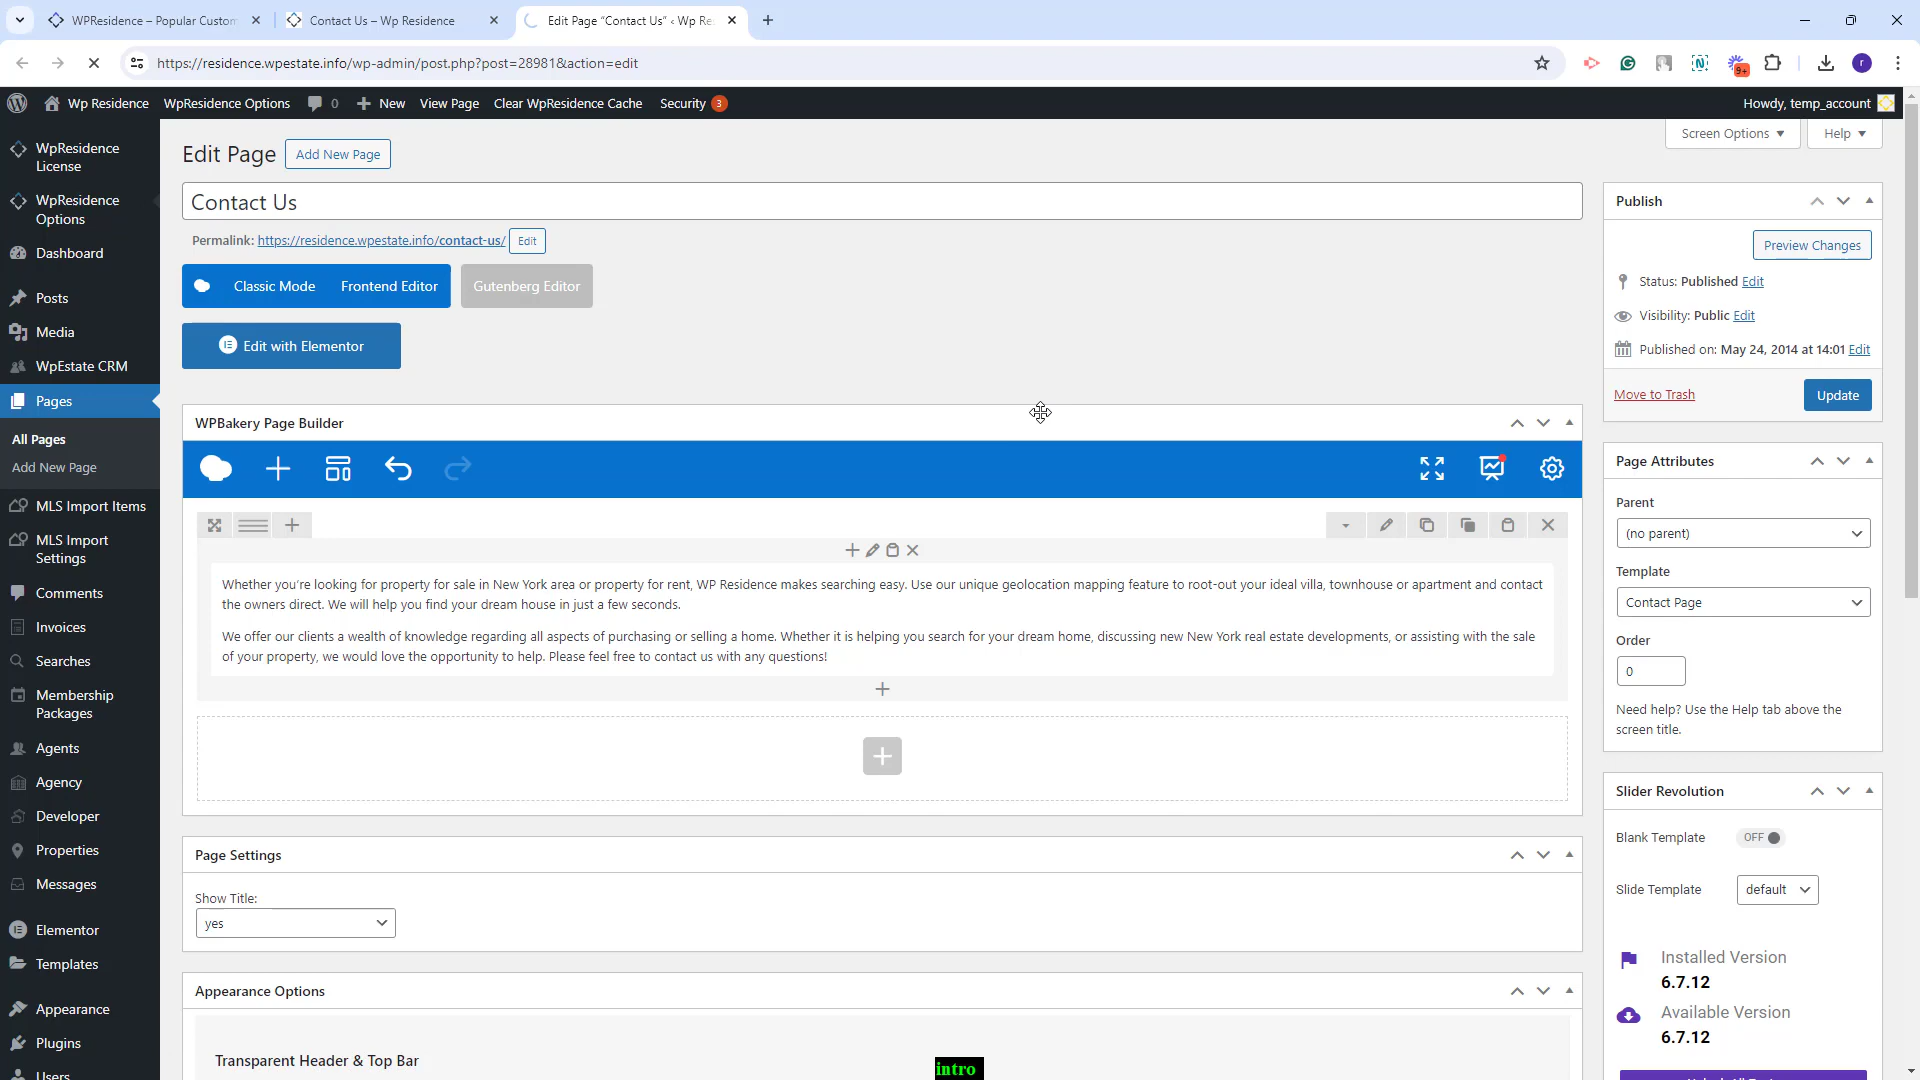 WPResidence – Popular Custom
Contact Us – Wp Residence
Edit Page "Contact Us" ‹ Wp Re
https://residence.wpestate.info/wp-admin/post.php?post=28981&action=edit
9+
r
Wp Residence
WpResidence Options
0
New
View Page
Clear WpResidence Cache
Security 3
Howdy, temp_account
Screen Options
Help
WpResidence
License
WpResidence
Options
Dashboard
Posts
Media
WpEstate CRM
Pages
All Pages
Add New Page
MLS Import Items
MLS Import
Settings
Comments
Invoices
Searches
Membership
Packages
Agents
Agency
Developer
Properties
Messages
Elementor
Templates
Appearance
Plugins
Users
Edit Page
Add New Page
Contact Us
Permalink: https://residence.wpestate.info/contact-us/ Edit
Classic Mode
Frontend Editor
Gutenberg Editor
Edit with Elementor
WPBakery Page Builder
Whether you're looking for property for sale in New York area or property for rent, WP Residence makes searching easy. Use our unique geolocation mapping feature to root-out your ideal villa, townhouse or apartment and contact
the owners direct. We will help you find your dream house in just a few seconds.
We offer our clients a wealth of knowledge regarding all aspects of purchasing or selling a home. Whether it is helping you search for your dream home, discussing new New York real estate developments, or assisting with the sale
of your property, we would love the opportunity to help. Please feel free to contact us with any questions!
Page Settings
Show Title:
yes
Appearance Options
Transparent Header & Top Bar
intro
Publish
Preview Changes
Status: Published Edit
Visibility: Public Edit
Published on: May 24, 2014 at 14:01 Edit
Move to Trash
Update
Page Attributes
Parent
(no parent)
Template
Contact Page
Order
0
Need help? Use the Help tab above the
screen title.
Slider Revolution
Blank Template
OFF
Slide Template
default
Installed Version
6.7.12
Available Version
6.7.12